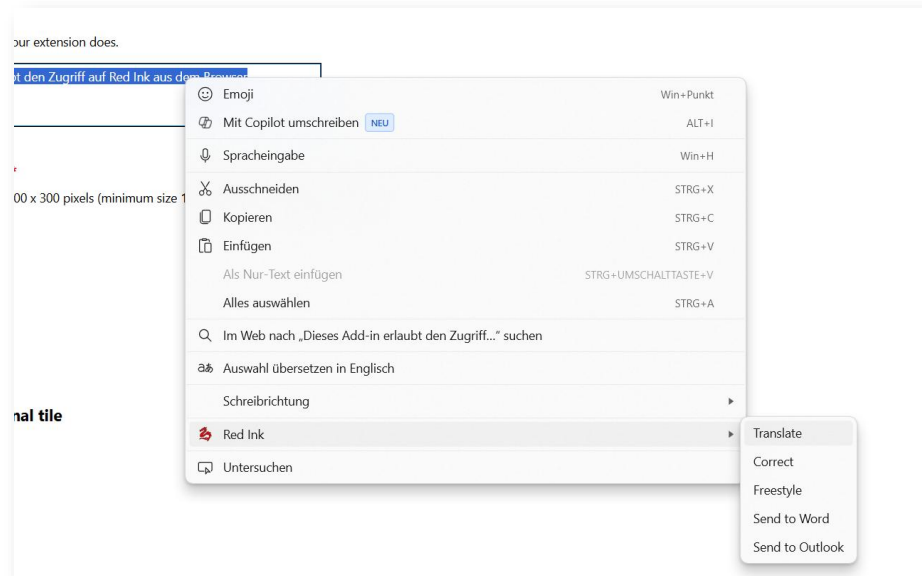 our extension does.
bt den Zugriff auf Red Ink aus dem Browser
Emoji Win+Punkt
Mit Copilot umschreiben NEU ALT+I
Spracheingabe Win+H
*
Ausschneiden STRG+X
00 x 300 pixels (minimum size 1
Kopieren STRG+C
Einfügen STRG+V
Als Nur-Text einfügen STRG+UMSCHALTTASTE+V
Alles auswählen STRG+A
Im Web nach „Dieses Add-in erlaubt den Zugriff...“ suchen
Auswahl übersetzen in Englisch
Schreibrichtung
nal tile
Red Ink
Untersuchen
Translate
Correct
Freestyle
Send to Word
Send to Outlook